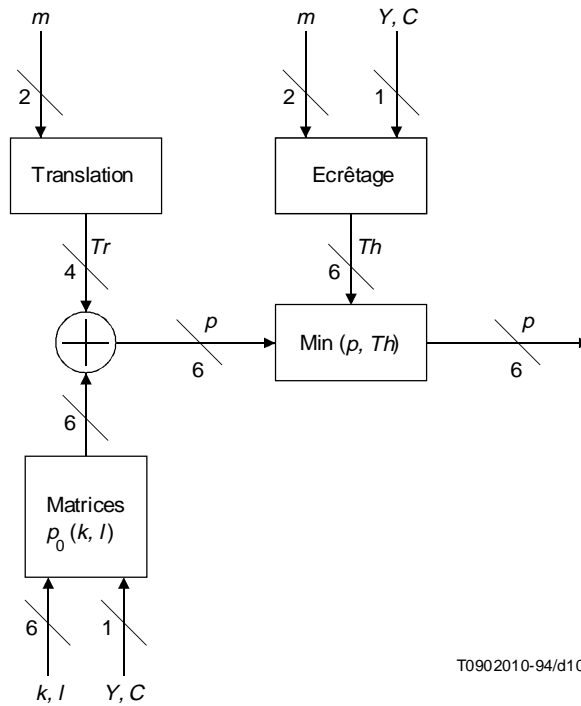 m
Y, C
2
2
1
Translation
Ecrêtage
Tr
4
Th
6
p
6
Min (p, Th)
p
6
6
Matrices
p0 (k, l)
6
1
k, l
Y, C
T0902010-94/d10